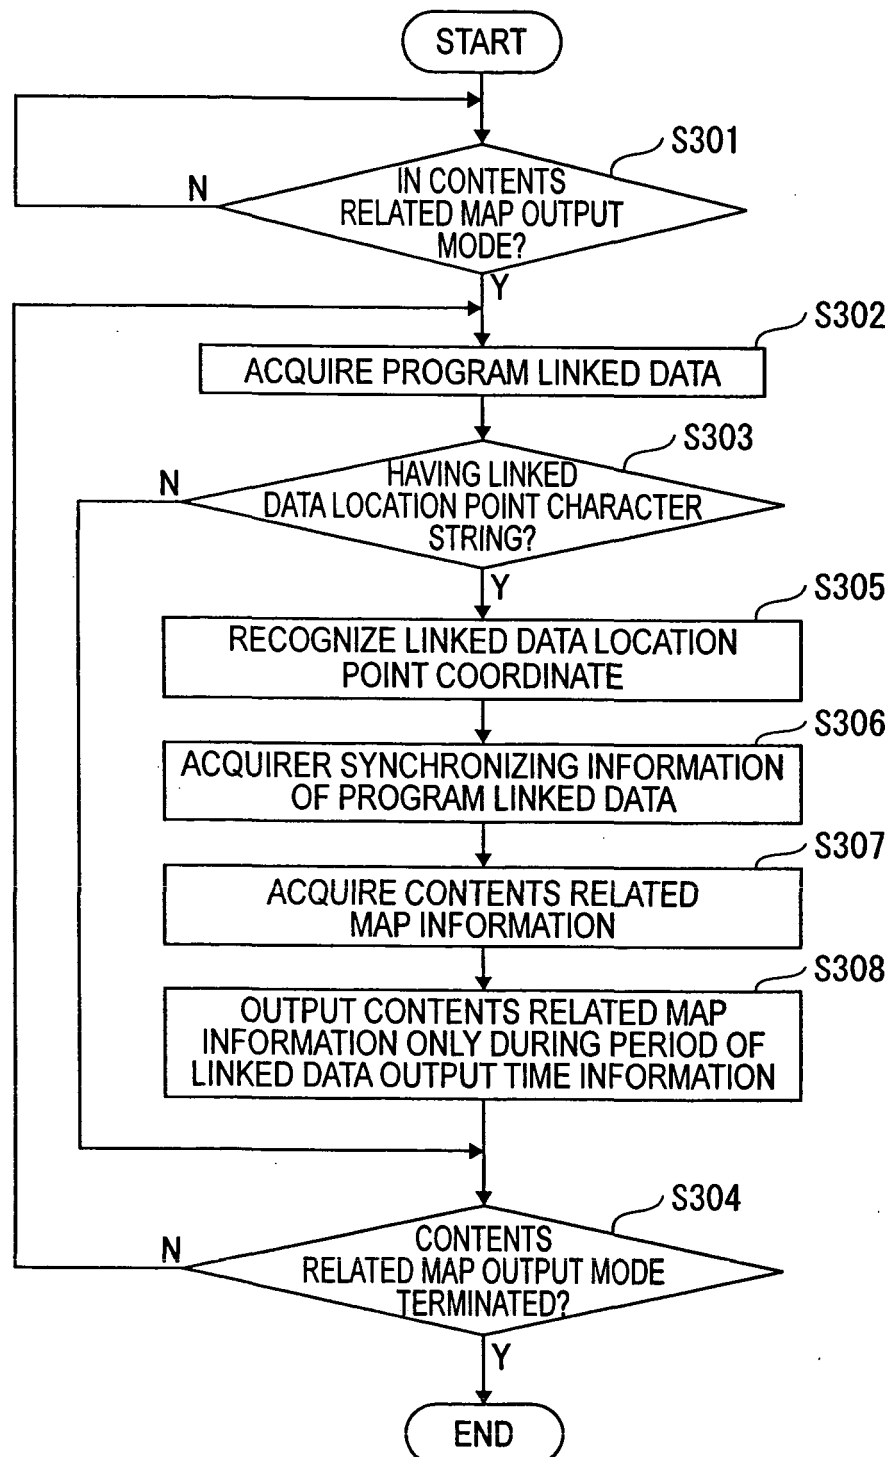 START
S301
IN CONTENTS
RELATED MAP OUTPUT
MODE?
N
Y
S302
ACQUIRE PROGRAM LINKED DATA
S303
HAVING LINKED
DATA LOCATION POINT CHARACTER
STRING?
N
Y
S305
RECOGNIZE LINKED DATA LOCATION
POINT COORDINATE
S306
ACQUIRER SYNCHRONIZING INFORMATION
OF PROGRAM LINKED DATA
S307
ACQUIRE CONTENTS RELATED
MAP INFORMATION
S308
OUTPUT CONTENTS RELATED MAP
INFORMATION ONLY DURING PERIOD OF
LINKED DATA OUTPUT TIME INFORMATION
S304
CONTENTS
RELATED MAP OUTPUT MODE
TERMINATED?
N
Y
END